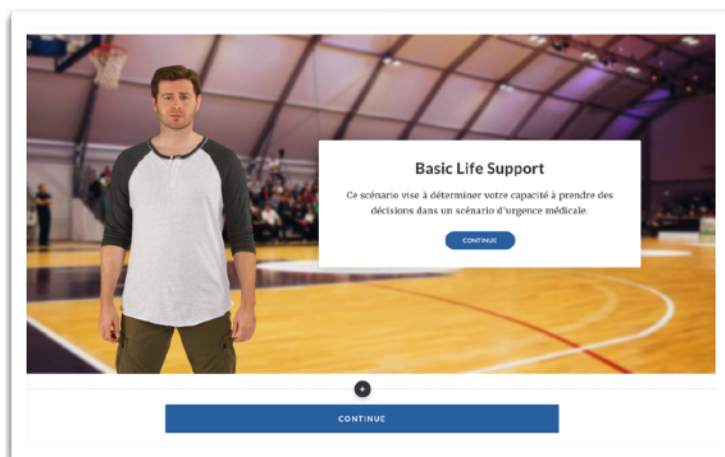 Basic Life Support
Ce scénario vise à déterminer votre capacité à prendre des
décisions dans un scénario d'urgence médicale.
CONTINUE
CONTINUE